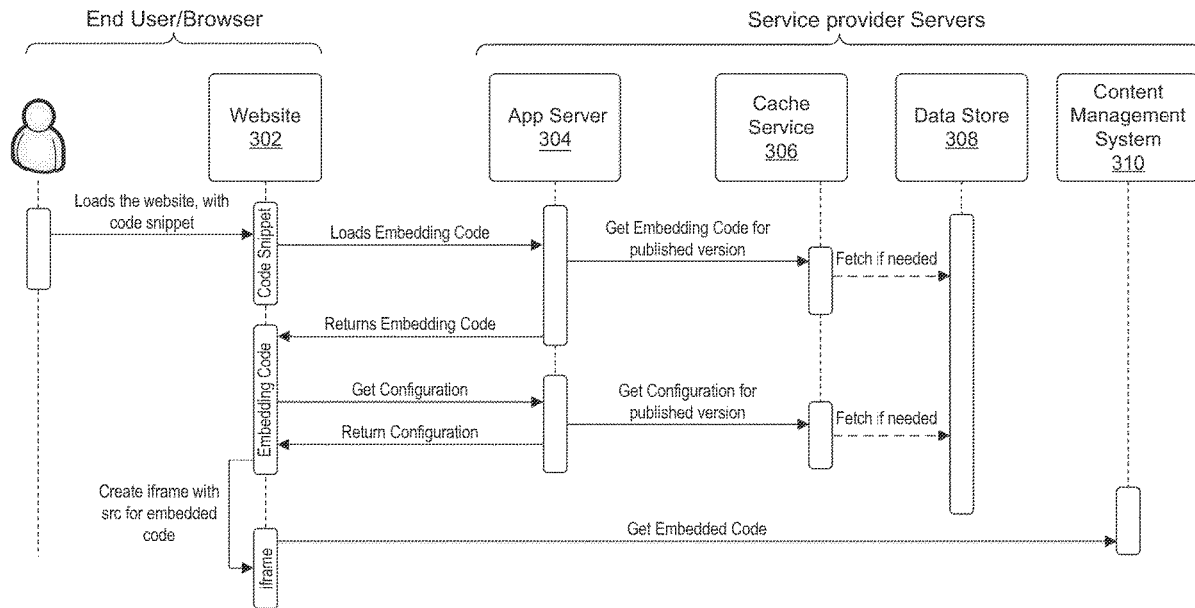 End User/Browser
Service provider Servers
Website
302
App Server
304
Cache
Service
306
Data Store
308
Content
Management
System
310
Loads the website, with
code snippet
Code Snippet
Loads Embedding Code
Get Embedding Code for
published version
Fetch if needed
Returns Embedding Code
Embedding Code
Get Configuration
Get Configuration for
published version
Return Configuration
Fetch if needed
Create iframe with
src for embedded
code
Get Embedded Code
iframe